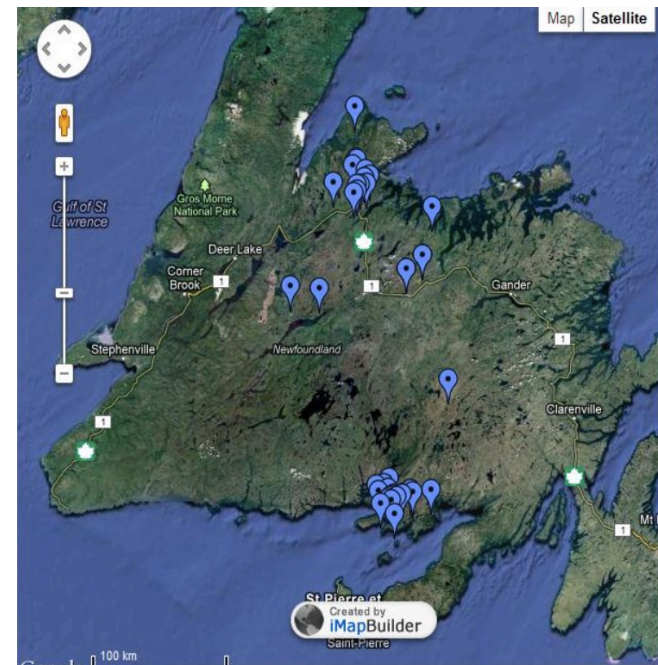 Map Satellite
Gulf of St
Lawrence
Gros Morne
National Park
Deer Lake
Corner
Brook
1
1
Gander
1
Stephenville
Newfoundland
1
Clarenville
1
St Pierre et
Created by
iMapBuilder
Saint-Pierre
100 km